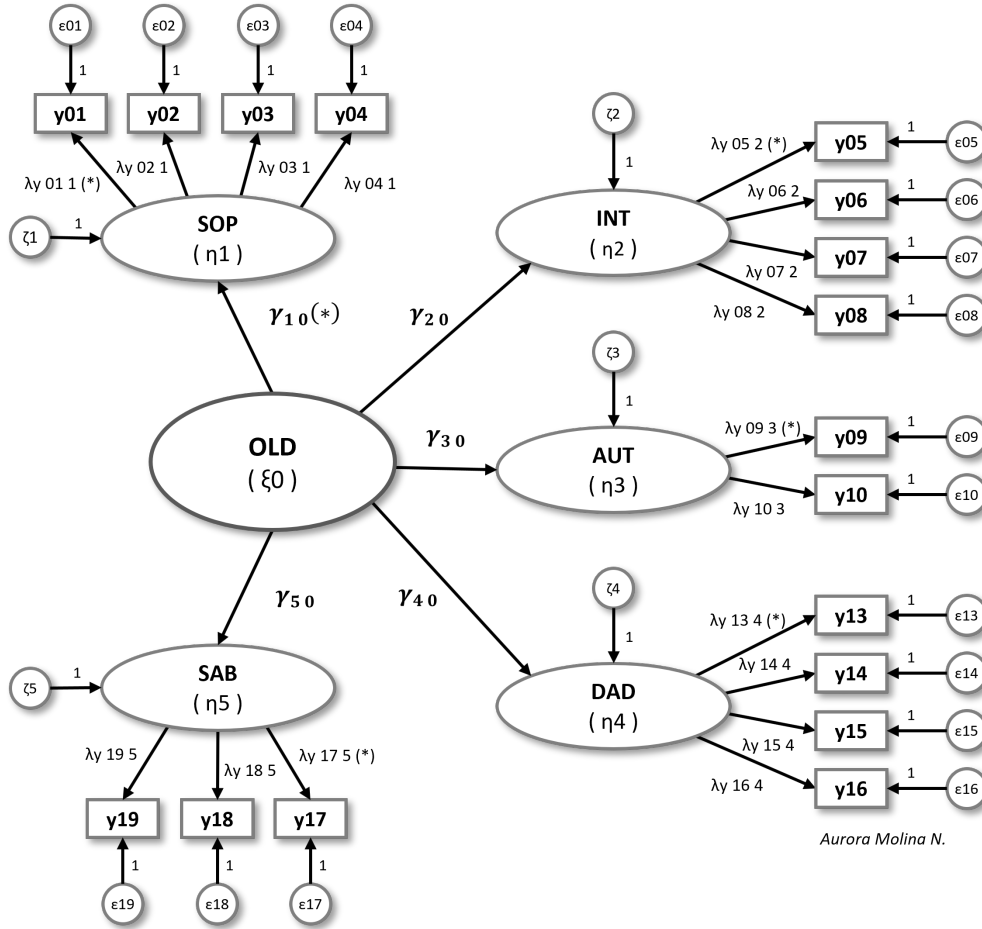 ε01 ε02 ε03 ε04
1 1 1 1
y01 y02 y03 y04
λy 01 1 (*) λy 02 1 λy 03 1 λy 04 1
ζ1 1
SOP
( η1 )
ζ2
1
INT
( η2 )
λy 05 2 (*) y05 1 ε05
λy 06 2 y06 1 ε06
λy 07 2 y07 1 ε07
λy 08 2 y08 1 ε08
γ 1 0 (*)
γ 2 0
ζ3
1
OLD
( ξ0 )
γ 3 0
AUT
( η3 )
λy 09 3 (*) y09 1 ε09
λy 10 3 y10 1 ε10
γ 5 0
γ 4 0
ζ4
1
DAD
( η4 )
λy 13 4 (*) y13 1 ε13
λy 14 4 y14 1 ε14
λy 15 4 y15 1 ε15
λy 16 4 y16 1 ε16
ζ5 1
SAB
( η5 )
λy 19 5 λy 18 5 λy 17 5 (*)
y19 y18 y17
1 1 1
ε19 ε18 ε17
Aurora Molina N.